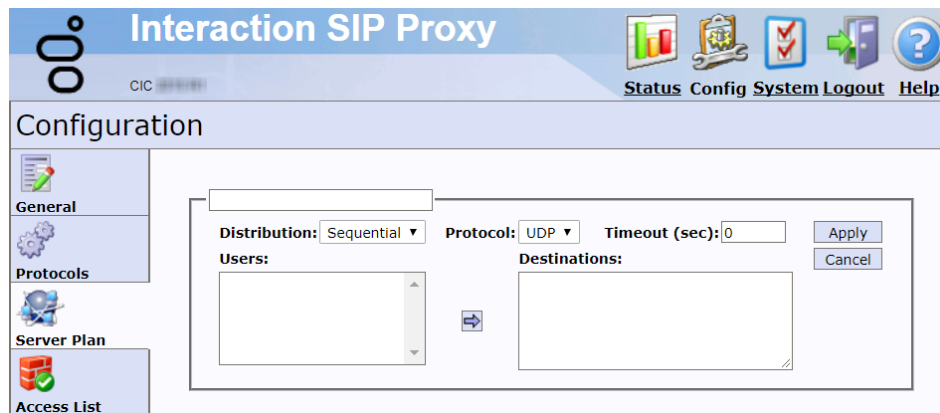 Interaction SIP Proxy
CIC
Status Config System Logout Help
Configuration
General
Protocols
Server Plan
Access List
Distribution: Sequential Protocol: UDP Timeout (sec): 0 Apply
Users: Destinations: Cancel